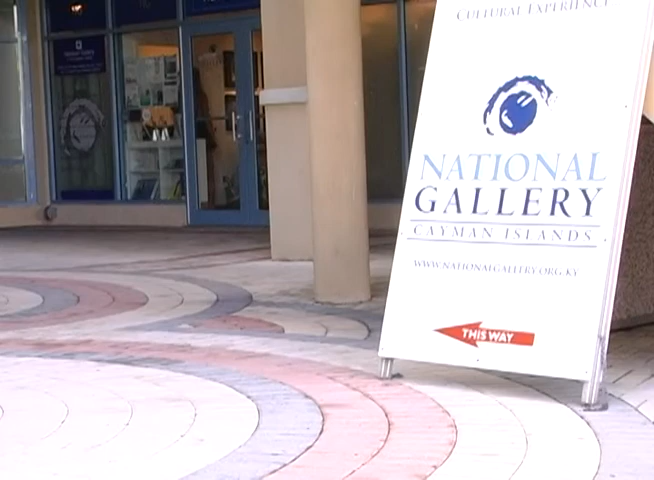 CULTURAL EXPERIENCE
NATIONAL
GALLERY
CAYMAN ISLANDS
WWW.NATIONALGALLERY.ORG.KY
THIS WAY